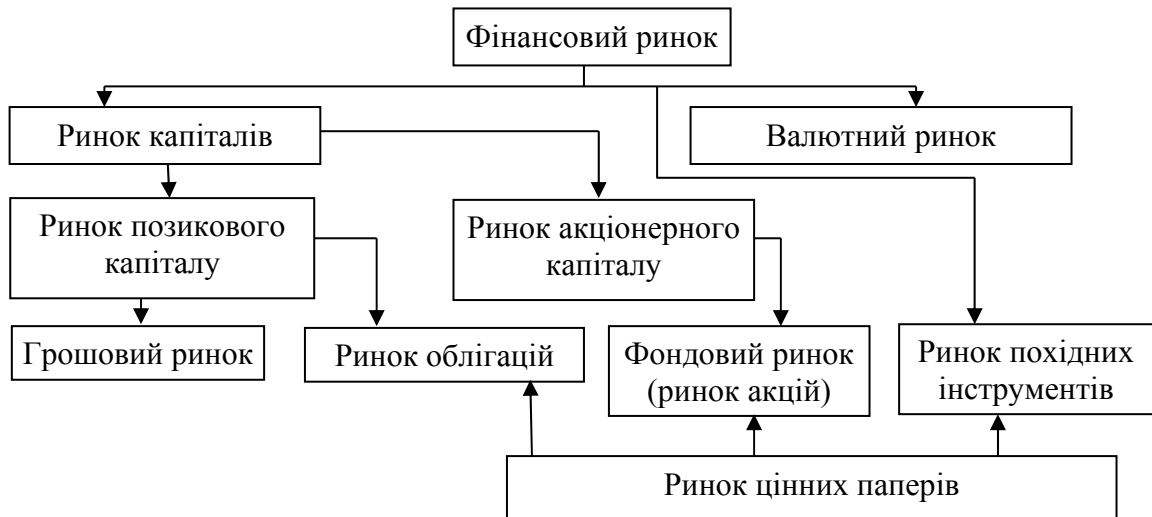 Фінансовий ринок
Ринок капіталів
Валютний ринок
Ринок позикового
капіталу
Ринок акціонерного
капіталу
Грошовий ринок
Ринок облігацій
Фондовий ринок
(ринок акцій)
Ринок похідних
інструментів
Ринок цінних паперів